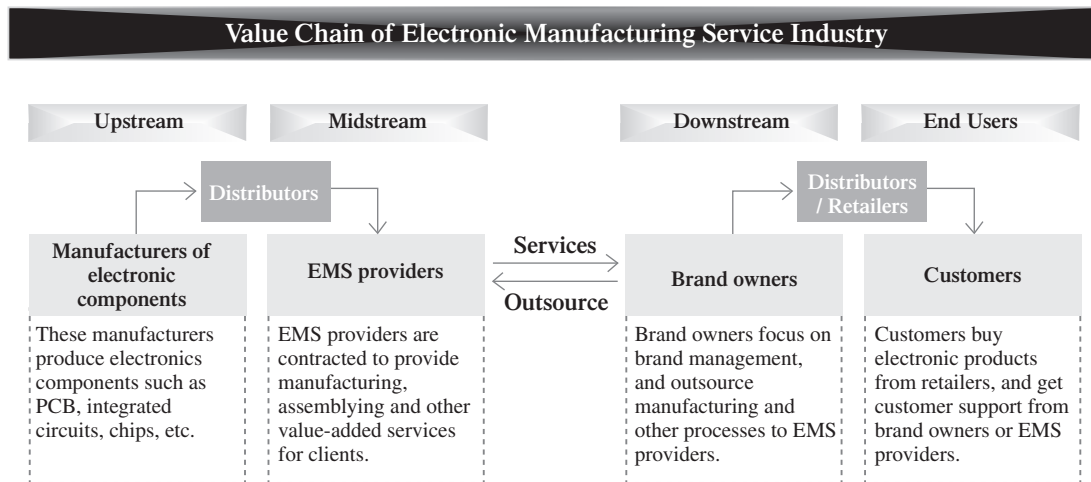 Value Chain of Electronic Manufacturing Service Industry
Upstream
Midstream
Downstream
End Users
Distributors
Distributors
/ Retailers
Manufacturers of
electronic
components
EMS providers
Services
Outsource
Brand owners
Customers
These manufacturers
produce electronics
components such as
PCB, integrated
circuits, chips, etc.
EMS providers are
contracted to provide
manufacturing,
assemblying and other
value-added services
for clients.
Brand owners focus on
brand management,
and outsource
manufacturing and
other processes to EMS
providers.
Customers buy
electronic products
from retailers, and get
customer support from
brand owners or EMS
providers.